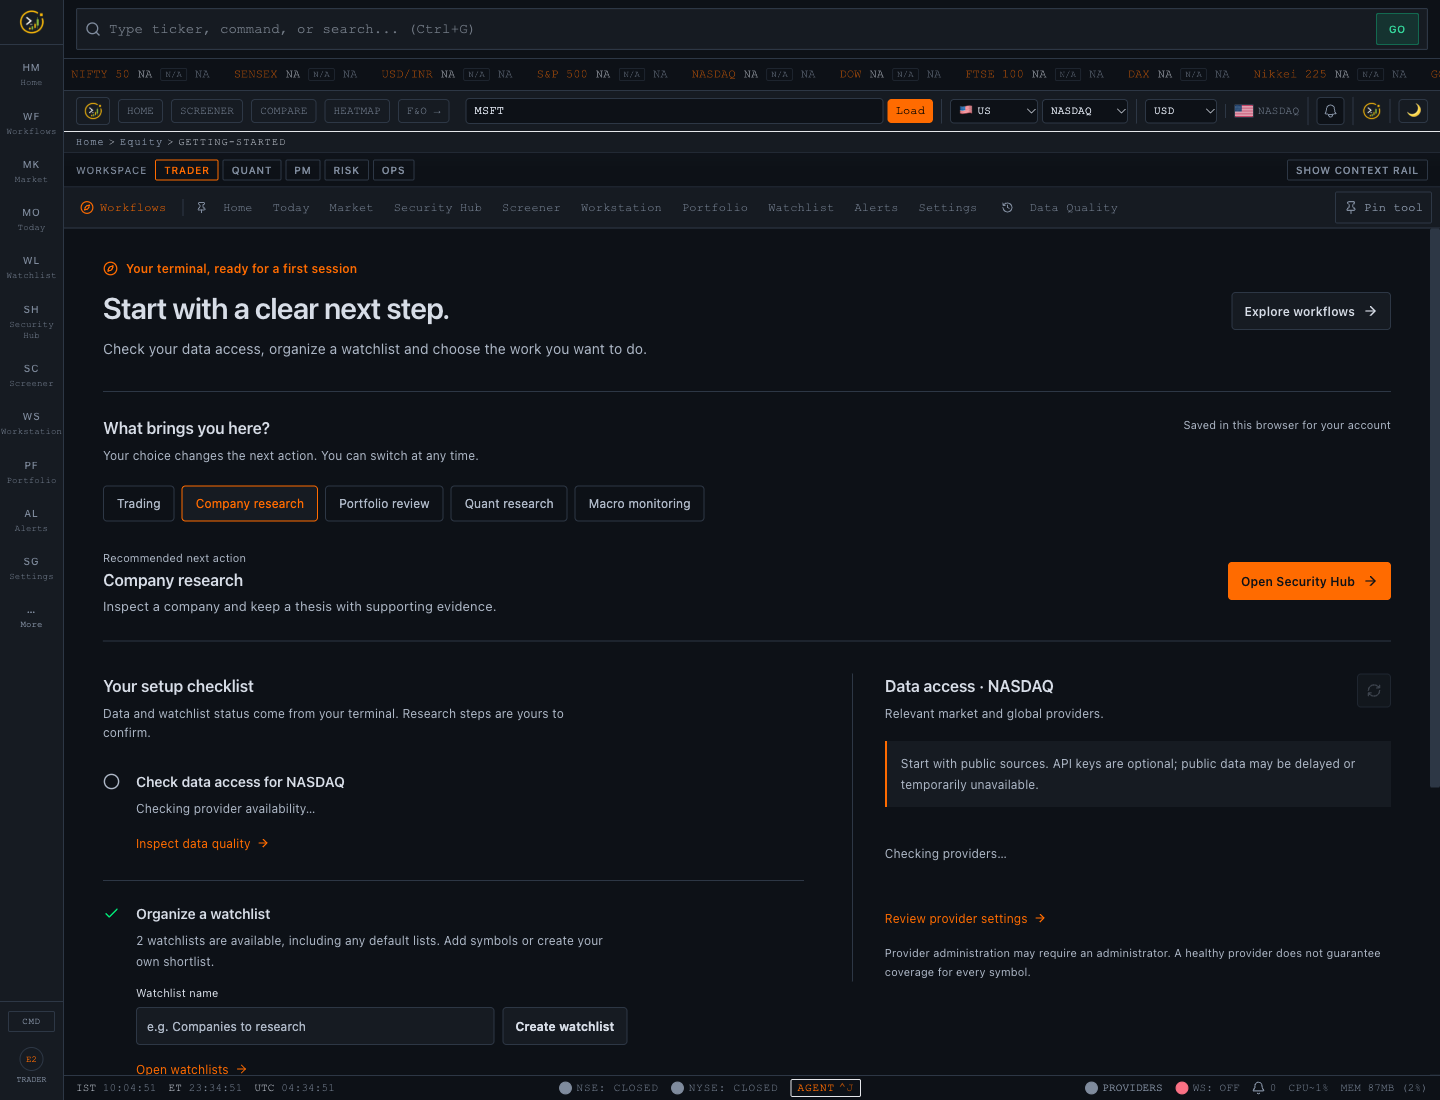 Type ticker, command, or search... (Ctrl+G)
GO
NIFTY 50 NA N/A NA SENSEX NA N/A NA USD/INR NA N/A NA S&P 500 NA N/A NA NASDAQ NA N/A NA DOW NA N/A NA FTSE 100 NA N/A NA DAX NA N/A NA Nikkei 225 NA N/A NA
HOME SCREENER COMPARE HEATMAP F&O → MSFT Load US NASDAQ USD NASDAQ
Home > Equity > GETTING-STARTED
WORKSPACE TRADER QUANT PM RISK OPS SHOW CONTEXT RAIL
Workflows Home Today Market Security Hub Screener Workstation Portfolio Watchlist Alerts Settings Data Quality Pin tool
HM
Home
WF
Workflows
MK
Market
MO
Today
WL
Watchlist
SH
Security
Hub
SC
Screener
WS
Workstation
PF
Portfolio
AL
Alerts
SG
Settings
...
More
CMD
E2
TRADER
Your terminal, ready for a first session
Start with a clear next step.
Explore workflows →
Check your data access, organize a watchlist and choose the work you want to do.
What brings you here?
Saved in this browser for your account
Your choice changes the next action. You can switch at any time.
Trading Company research Portfolio review Quant research Macro monitoring
Recommended next action
Company research
Inspect a company and keep a thesis with supporting evidence.
Open Security Hub →
Your setup checklist
Data and watchlist status come from your terminal. Research steps are yours to
confirm.
Check data access for NASDAQ
Checking provider availability…
Inspect data quality →
Organize a watchlist
2 watchlists are available, including any default lists. Add symbols or create your
own shortlist.
Watchlist name
e.g. Companies to research
Create watchlist
Open watchlists →
Data access · NASDAQ
Relevant market and global providers.
Start with public sources. API keys are optional; public data may be delayed or
temporarily unavailable.
Checking providers…
Review provider settings →
Provider administration may require an administrator. A healthy provider does not guarantee
coverage for every symbol.
IST 10:04:51 ET 23:34:51 UTC 04:34:51 NSE: CLOSED NYSE: CLOSED AGENT ^J PROVIDERS WS: OFF 0 CPU~1% MEM 87MB (2%)